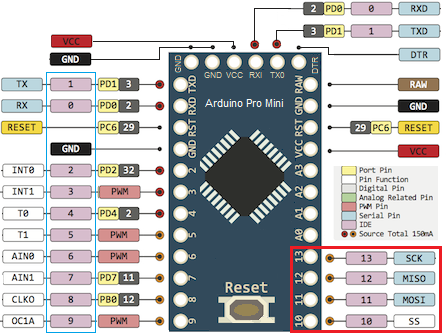 2 PD0 0 RXD
3 PD1 1 TXD
DTR
VCC
GND
GND GND VCC RXI TX0 DTR
Arduino Pro Mini
TX 1 PD1 3 TXD RAW RAW
RX 0 PD0 2 RXD GND GND
RESET PC6 29 RST RST 29 PC6 RESET
GND GND VCC VCC
INT0 2 PD2 32 2 A3
INT1 3 PWM 3 A2
T0 4 PD4 2 4 A1
T1 5 PWM 5 A0
AIN0 6 PWM 6 13 13 SCK
AIN1 7 PD7 11 7 12 12 MISO
CLKO 8 PB0 12 8 11 11 MOSI
OC1A 9 PWM 9 10 10 SS
Reset
Port Pin
Pin Function
Digital Pin
Analog Related Pin
PWM Pin
Serial Pin
IDE
Source Total 150mA